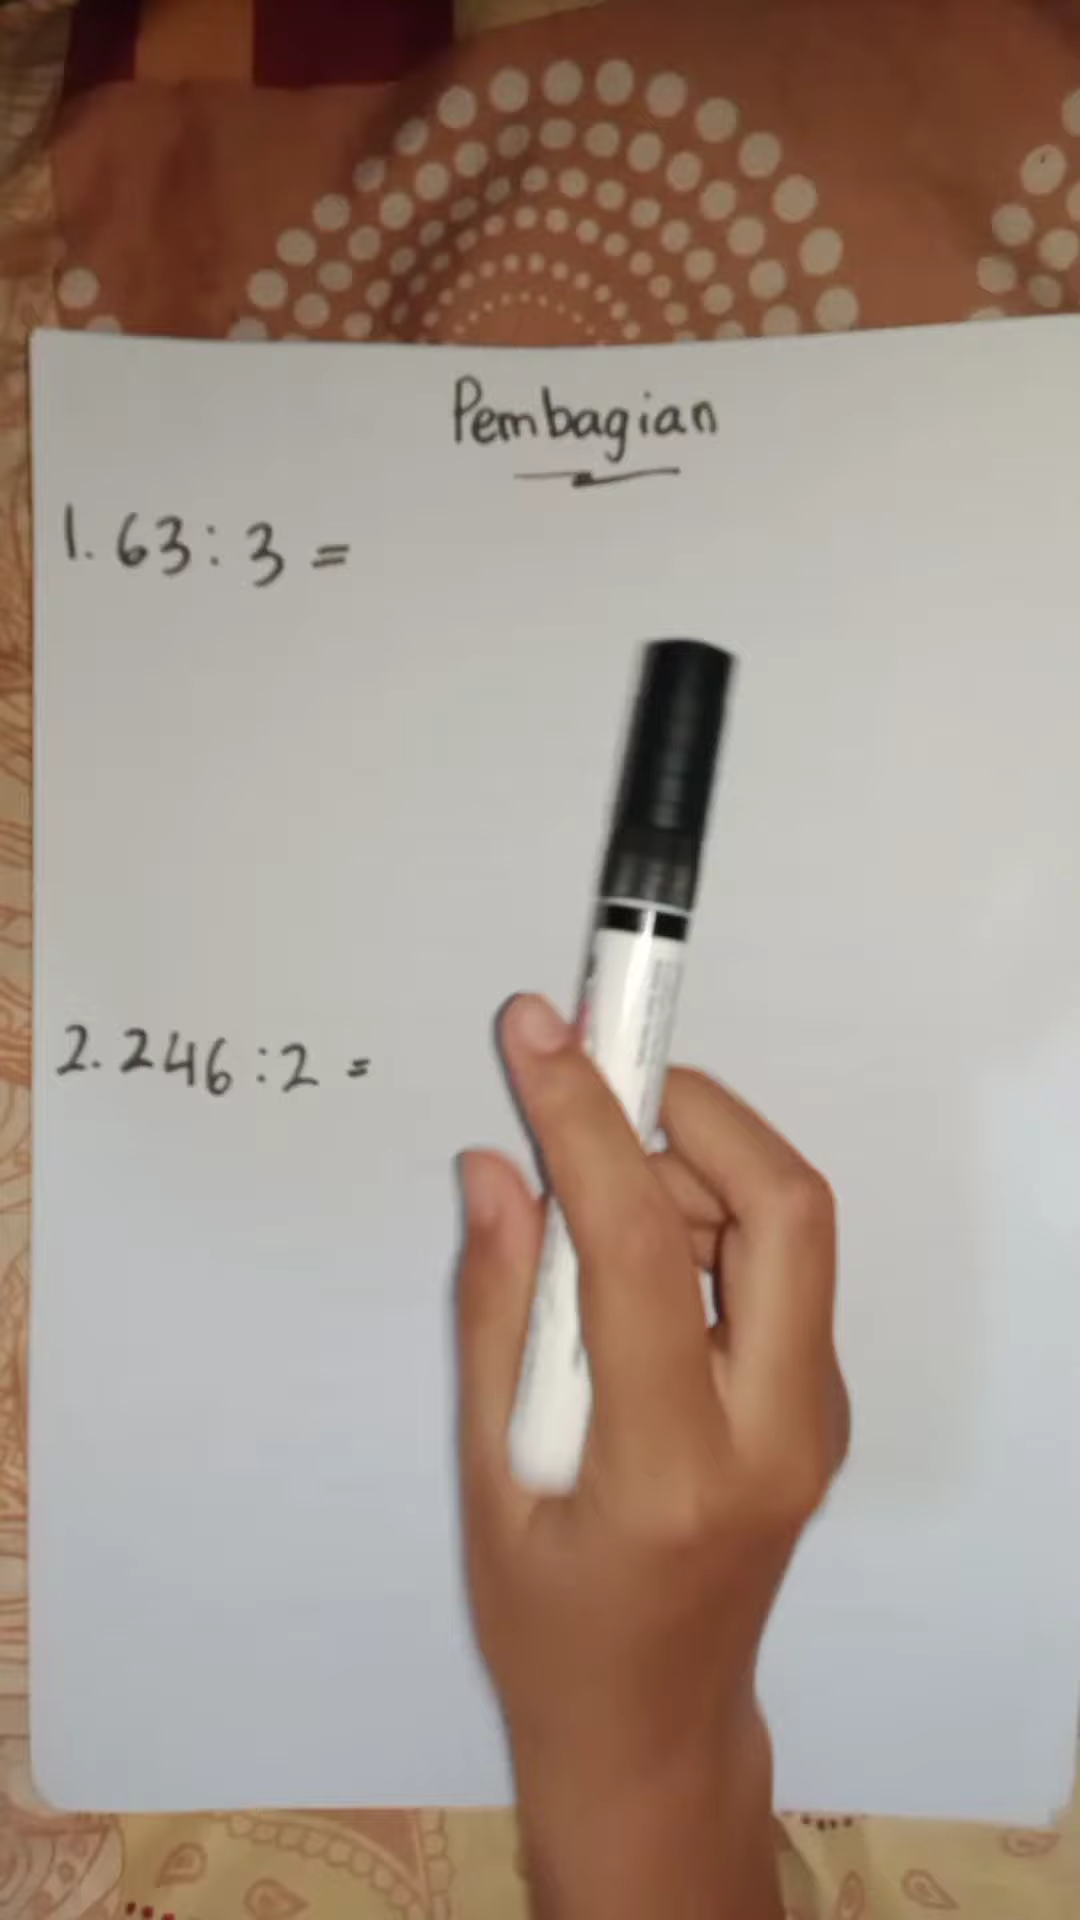 Pembagian
1. 63 : 3 =
2. 246 : 2 =